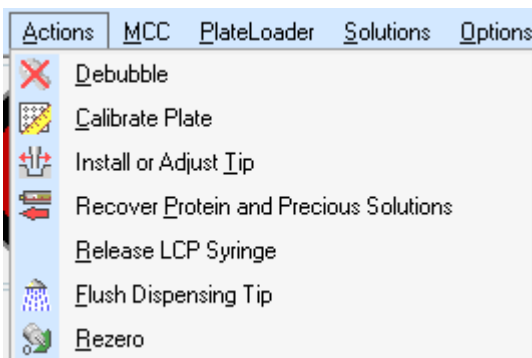 Actions MCC PlateLoader Solutions Options
Debubble
Calibrate Plate
Install or Adjust Tip
Recover Protein and Precious Solutions
Release LCP Syringe
Flush Dispensing Tip
Rezero